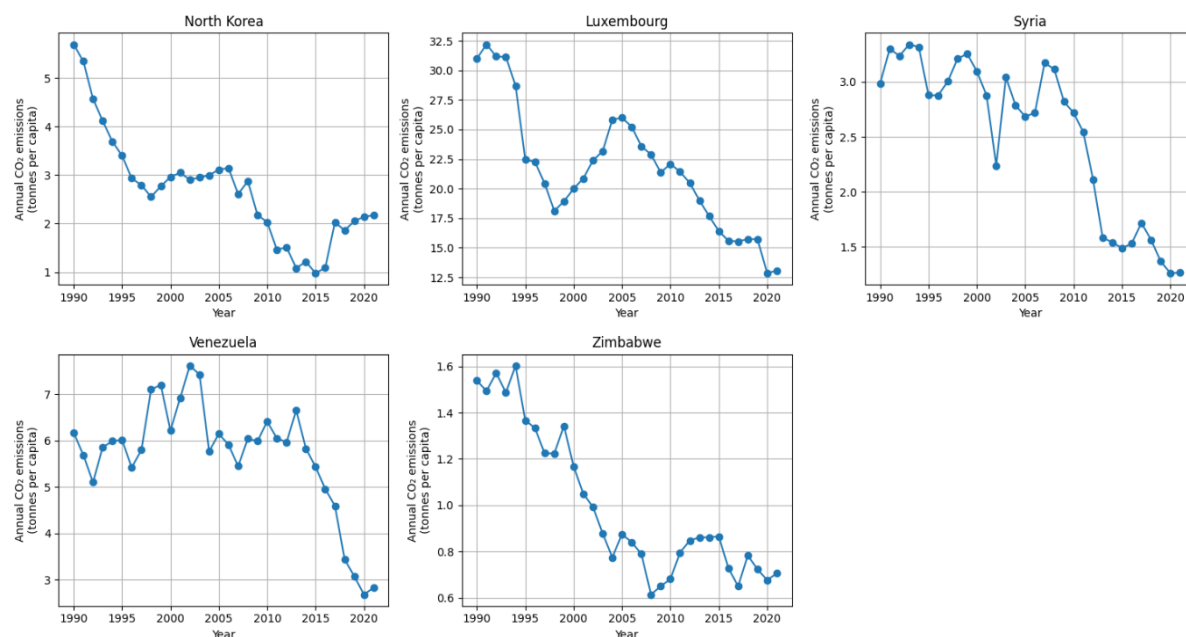 North Korea
Annual CO₂ emissions
(tonnes per capita)
5
4
3
2
1
1990 1995 2000 2005 2010 2015 2020
Year
Luxembourg
Annual CO₂ emissions
(tonnes per capita)
32.5
30.0
27.5
25.0
22.5
20.0
17.5
15.0
12.5
1990 1995 2000 2005 2010 2015 2020
Year
Syria
Annual CO₂ emissions
(tonnes per capita)
3.0
2.5
2.0
1.5
1990 1995 2000 2005 2010 2015 2020
Year
Venezuela
Annual CO₂ emissions
(tonnes per capita)
7
6
5
4
3
1990 1995 2000 2005 2010 2015 2020
Year
Zimbabwe
Annual CO₂ emissions
(tonnes per capita)
1.6
1.4
1.2
1.0
0.8
0.6
1990 1995 2000 2005 2010 2015 2020
Year